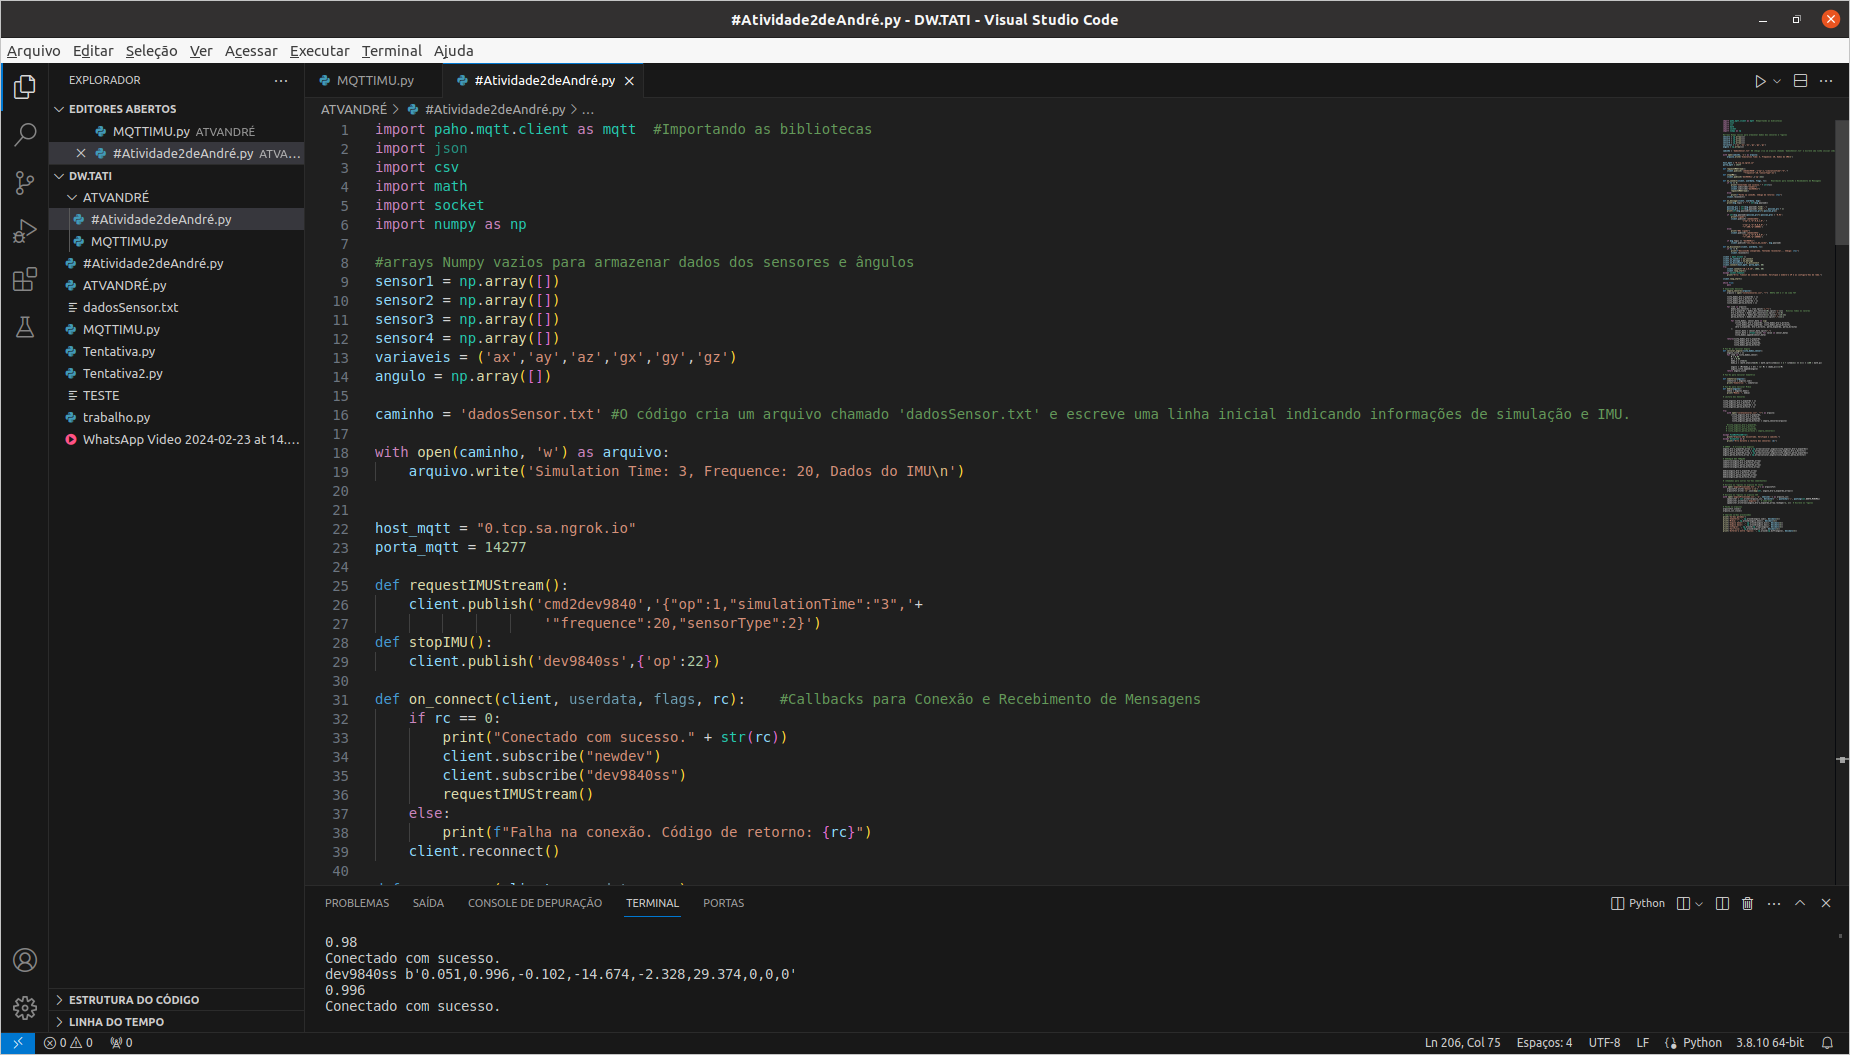 #Atividade2deAndré.py - DW.TATI - Visual Studio Code
Arquivo Editar Seleção Ver Acessar Executar Terminal Ajuda
EXPLORADOR
EDITORES ABERTOS
MQTTIMU.py ATVANDRÉ
#Atividade2deAndré.py ATVA...
DW.TATI
ATVANDRÉ
#Atividade2deAndré.py
MQTTIMU.py
#Atividade2deAndré.py
ATVANDRÉ.py
dadosSensor.txt
MQTTIMU.py
Tentativa.py
Tentativa2.py
TESTE
trabalho.py
WhatsApp Video 2024-02-23 at 14....
ESTRUTURA DO CÓDIGO
LINHA DO TEMPO
MQTTIMU.py #Atividade2deAndré.py
ATVANDRÉ > #Atividade2deAndré.py > ...
1 import paho.mqtt.client as mqtt  #Importando as bibliotecas
2 import json
3 import csv
4 import math
5 import socket
6 import numpy as np
7
8 #arrays Numpy vazios para armazenar dados dos sensores e ângulos
9 sensor1 = np.array([])
10 sensor2 = np.array([])
11 sensor3 = np.array([])
12 sensor4 = np.array([])
13 variaveis = ('ax','ay','az','gx','gy','gz')
14 angulo = np.array([])
15
16 caminho = 'dadosSensor.txt' #O código cria um arquivo chamado 'dadosSensor.txt' e escreve uma linha inicial indicando informações de simulação e IMU.
17
18 with open(caminho, 'w') as arquivo:
19     arquivo.write('Simulation Time: 3, Frequence: 20, Dados do IMU\n')
20
21
22 host_mqtt = "0.tcp.sa.ngrok.io"
23 porta_mqtt = 14277
24
25 def requestIMUStream():
26     client.publish('cmd2dev9840','{"op":1,"simulationTime":"3",'+
27                     '"frequence":20,"sensorType":2}')
28 def stopIMU():
29     client.publish('dev9840ss',{'op':22})
30
31 def on_connect(client, userdata, flags, rc):    #Callbacks para Conexão e Recebimento de Mensagens
32     if rc == 0:
33         print("Conectado com sucesso." + str(rc))
34         client.subscribe("newdev")
35         client.subscribe("dev9840ss")
36         requestIMUStream()
37     else:
38         print(f"Falha na conexão. Código de retorno: {rc}")
39     client.reconnect()
40
PROBLEMAS SAÍDA CONSOLE DE DEPURAÇÃO TERMINAL PORTAS
Python
0.98
Conectado com sucesso.
dev9840ss b'0.051,0.996,-0.102,-14.674,-2.328,29.374,0,0,0'
0.996
Conectado com sucesso.
0 0 0 Ln 206, Col 75 Espaços: 4 UTF-8 LF Python 3.8.10 64-bit